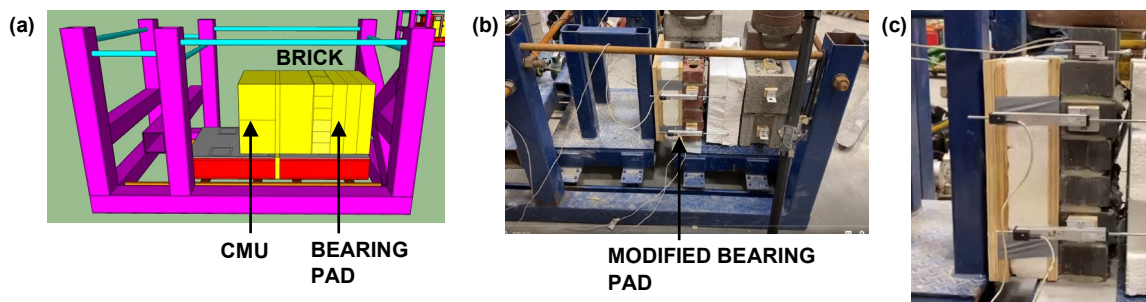 (a)
BRICK
CMU
BEARING
PAD
(b)
MODIFIED BEARING
PAD
(c)